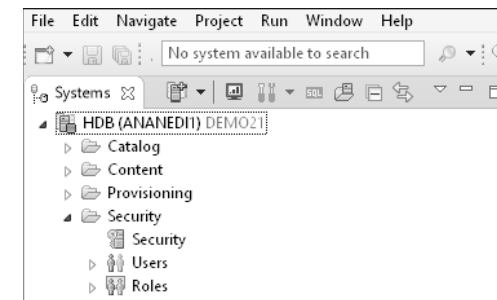 File Edit Navigate Project Run Window Help
No system available to search
Systems
SQL
HDB (ANANEDI1) DEMO21
Catalog
Content
Provisioning
Security
Security
Users
Roles